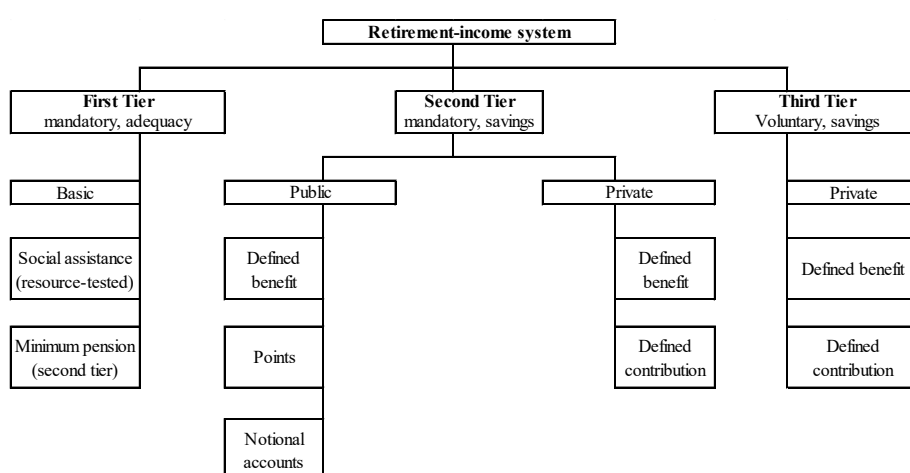 Retirement-income system
First Tier
mandatory, adequacy
Second Tier
mandatory, savings
Third Tier
Voluntary, savings
Basic
Public
Private
Private
Social assistance
(resource-tested)
Defined
benefit
Defined
benefit
Defined benefit
Minimum pension
(second tier)
Points
Defined
contribution
Defined
contribution
Notional
accounts